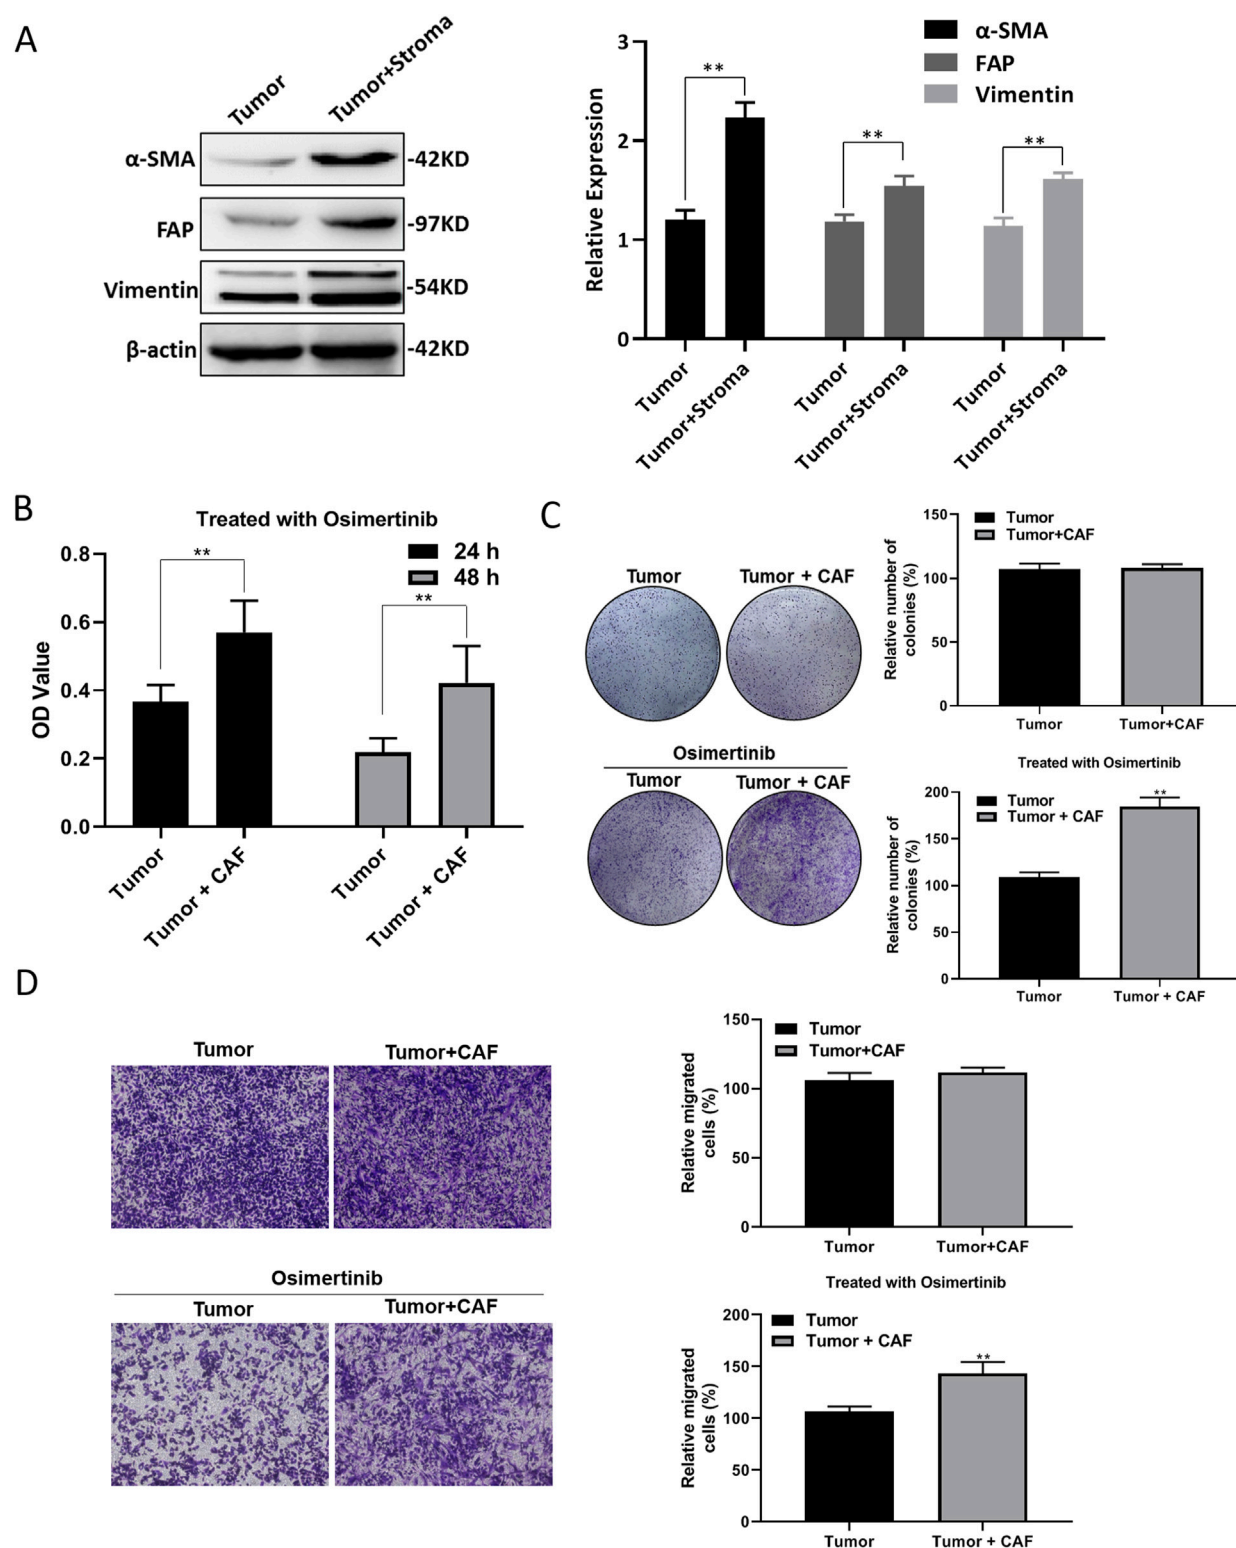 A
Tumor
Tumor+Stroma
α-SMA
-42KD
FAP
-97KD
Vimentin
-54KD
β-actin
-42KD
α-SMA
FAP
Vimentin
**
**
**
Relative Expression
3
2
1
0
Tumor
Tumor+Stroma
Tumor
Tumor+Stroma
Tumor
Tumor+Stroma
B
Treated with Osimertinib
24 h
48 h
**
**
OD Value
0.8
0.6
0.4
0.2
0.0
Tumor
Tumor + CAF
Tumor
Tumor + CAF
C
Tumor
Tumor + CAF
Osimertinib
Tumor
Tumor + CAF
Tumor
Tumor+CAF
Relative number of
colonies (%)
150
100
50
0
Tumor
Tumor+CAF
Treated with Osimertinib
Tumor
Tumor + CAF
**
Relative number of
colonies (%)
200
150
100
50
0
Tumor
Tumor + CAF
D
Tumor
Tumor+CAF
Osimertinib
Tumor
Tumor+CAF
Tumor
Tumor+CAF
Relative migrated
cells (%)
150
100
50
0
Tumor
Tumor+CAF
Treated with Osimertinib
Tumor
Tumor + CAF
**
Relative migrated
cells (%)
200
150
100
50
0
Tumor
Tumor + CAF